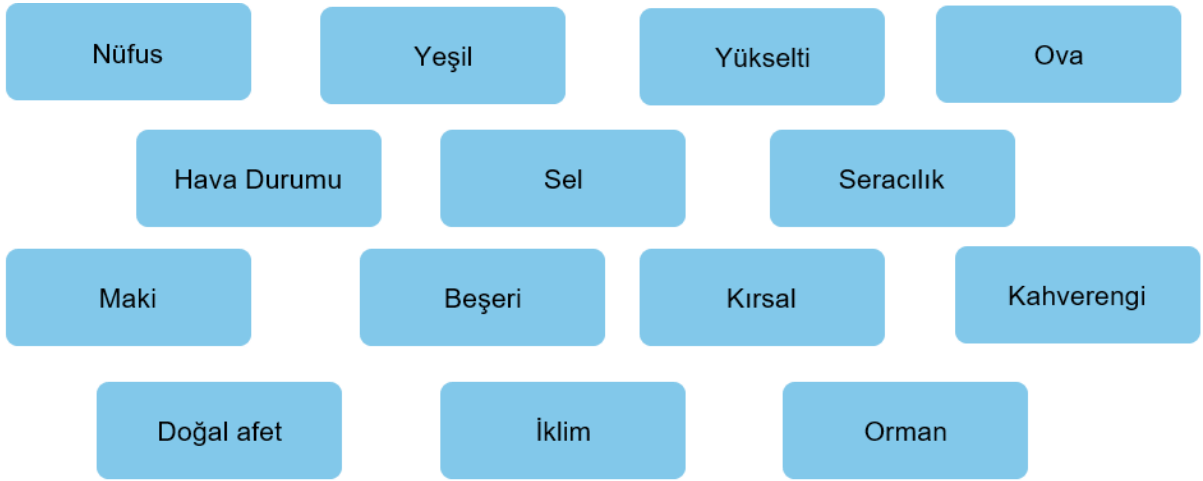 Nüfus
Yeşil
Yükselti
Ova
Hava Durumu
Sel
Seracılık
Maki
Beşeri
Kırsal
Kahverengi
Doğal afet
İklim
Orman